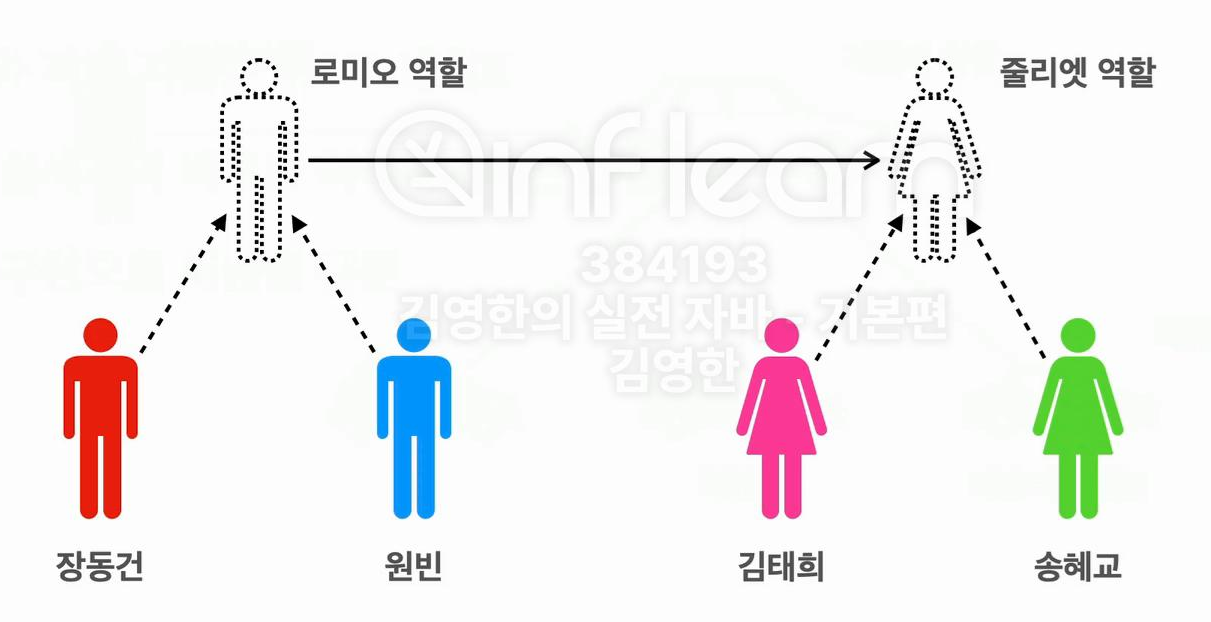 로미오 역할
줄리엣 역할
inflearn
384193
김영한의 실전 자바 - 기본편
김영한
장동건
원빈
김태희
송혜교